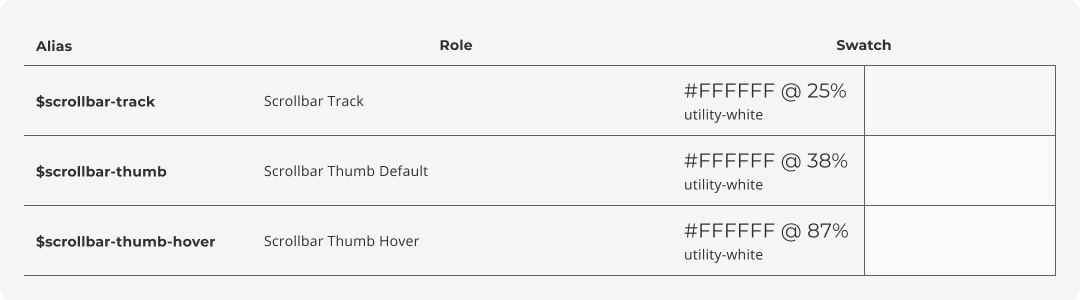 Alias Role Swatch
$scrollbar-track Scrollbar Track #FFFFFF @ 25%
utility-white
$scrollbar-thumb Scrollbar Thumb Default #FFFFFF @ 38%
utility-white
$scrollbar-thumb-hover Scrollbar Thumb Hover #FFFFFF @ 87%
utility-white